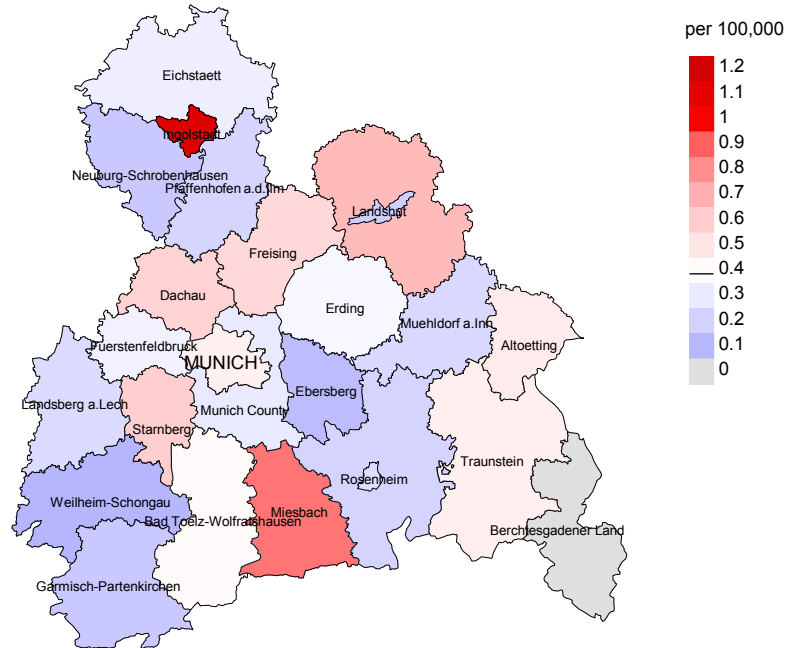 per 100,000
1.2
1.1
1
0.9
0.8
0.7
0.6
0.5
0.4
0.3
0.2
0.1
0
Eichstaett
Ingolstadt
Neuburg-Schrobenhausen
Pfaffenhofen a.d.Ilm
Landshut
Freising
Dachau
Erding
Muehldorf a.Inn
Altoetting
Fuerstenfeldbruck
MUNICH
Ebersberg
Landsberg a.Lech
Munich County
Starnberg
Traunstein
Rosenheim
Weilheim-Schongau
Miesbach
Bad Toelz-Wolfratshausen
Berchtesgadener Land
Garmisch-Partenkirchen